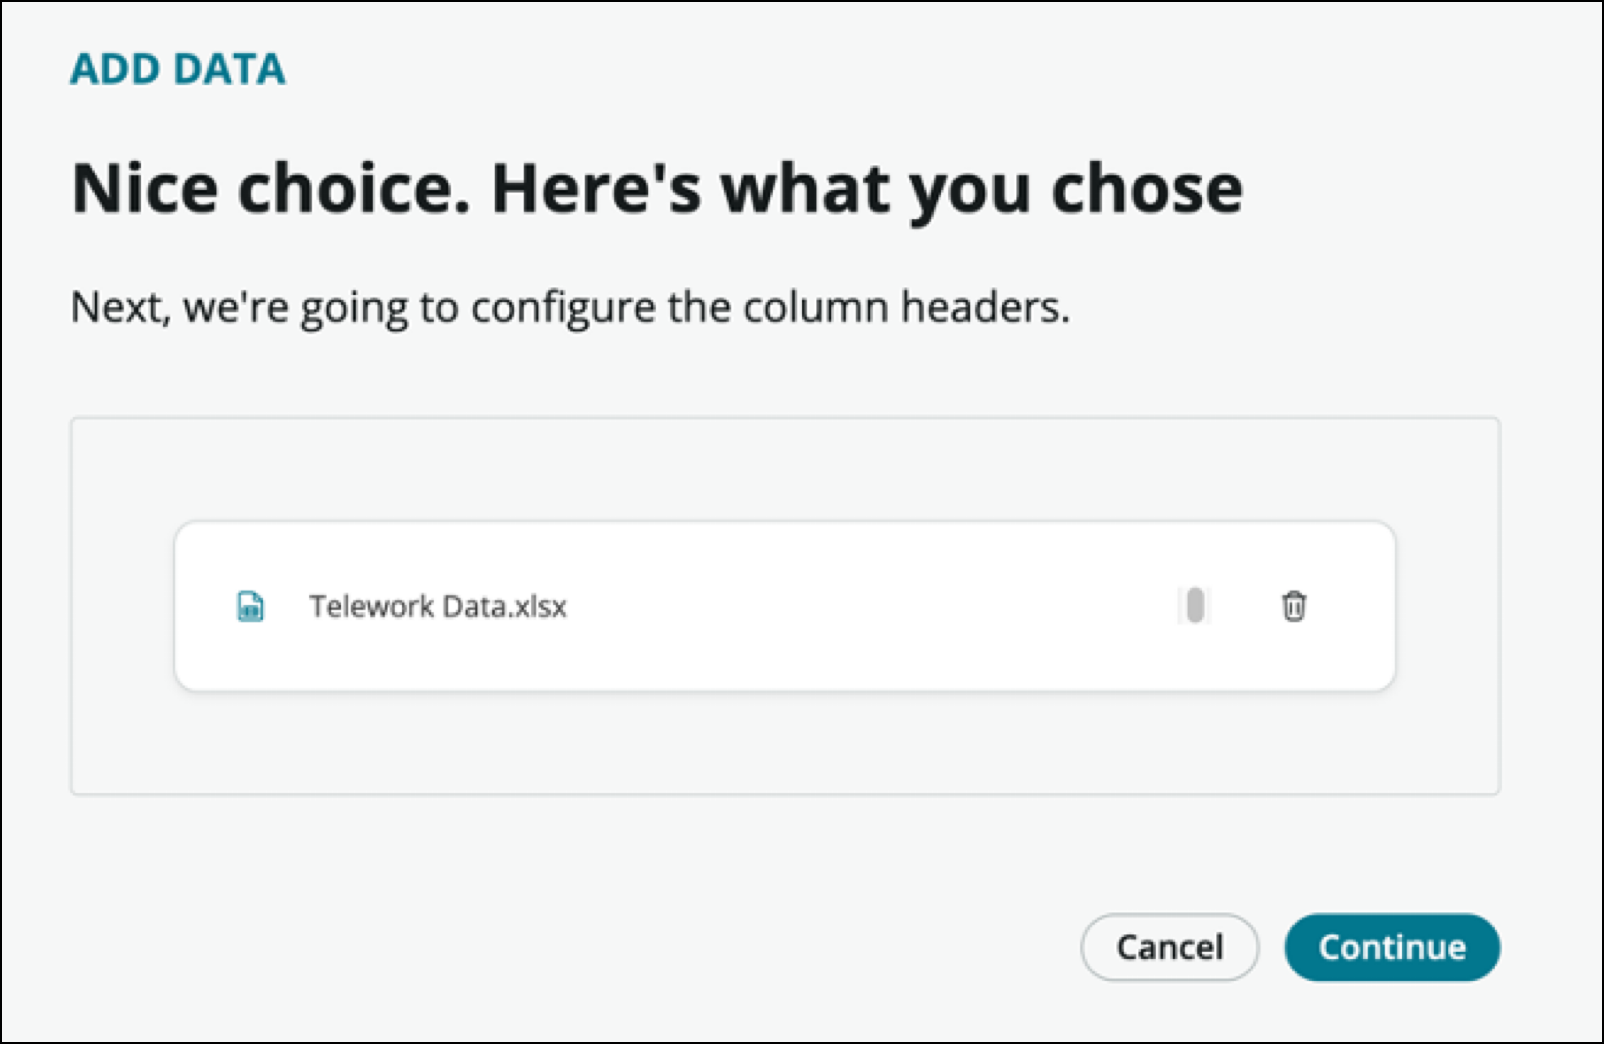 ADD DATA
Nice choice. Here's what you chose
Next, we're going to configure the column headers.
Telework Data.xlsx
Cancel
Continue